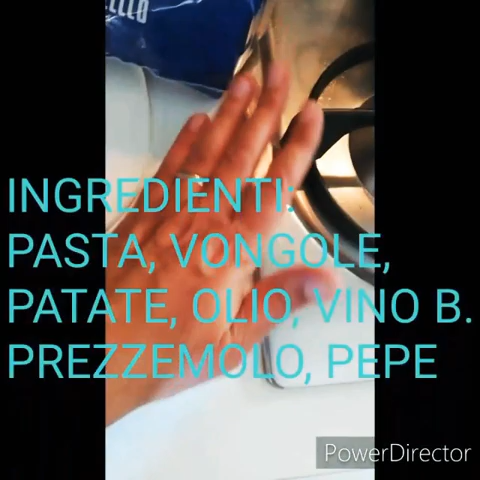 INGREDIENTI:
PASTA, VONGOLE,
PATATE, OLIO, VINO B.
PREZZEMOLO, PEPE
PowerDirector